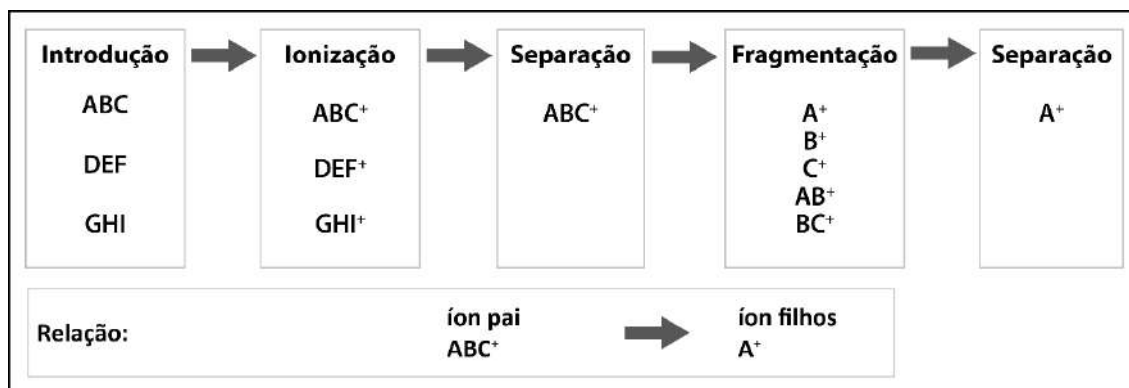 Introdução
ABC
DEF
GHI
Ionização
ABC⁺
DEF⁺
GHI⁺
Separação
ABC⁺
Fragmentação
A⁺
B⁺
C⁺
AB⁺
BC⁺
Separação
A⁺
Relação:
íon pai
ABC⁺
íon filhos
A⁺